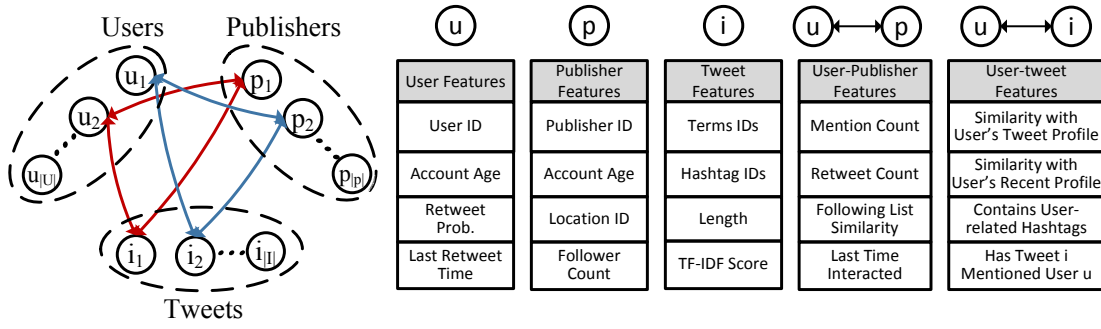 Users Publishers
u1
p1
u2
p2
u|U|
p|p|
i1 i2 i|I|
Tweets
u
p
i
u p
u i
User Features
User ID
Account Age
Retweet
Prob.
Last Retweet
Time
Publisher
Features
Publisher ID
Account Age
Location ID
Follower
Count
Tweet
Features
Terms IDs
Hashtag IDs
Length
TF-IDF Score
User-Publisher
Features
Mention Count
Retweet Count
Following List
Similarity
Last Time
Interacted
User-tweet
Features
Similarity with
User's Tweet Profile
Similarity with
User's Recent Profile
Contains User-
related Hashtags
Has Tweet i
Mentioned User u